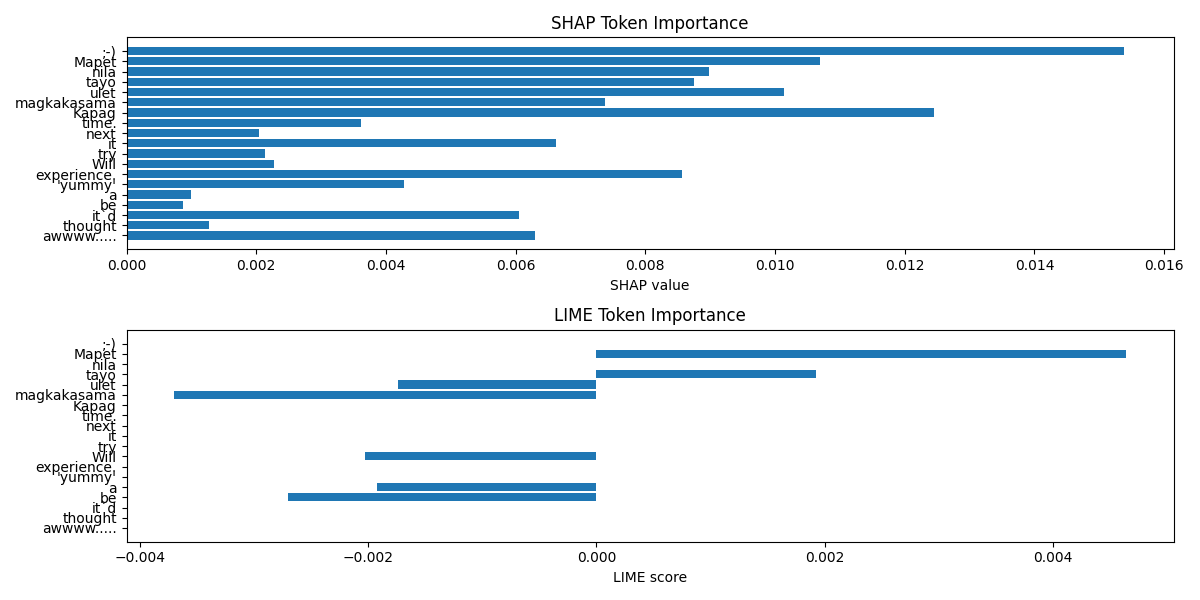 SHAP Token Importance
:-)
Mapet
nila
tayo
ulet
magkakasama
Kapag
time.
next
it
try
Will
experience.
'yummy'
a
be
it'd
thought
awwww.....
0.000 0.002 0.004 0.006 0.008 0.010 0.012 0.014 0.016
SHAP value
LIME Token Importance
:-)
Mapet
nila
tayo
ulet
magkakasama
Kapag
time.
next
it
try
Will
experience.
'yummy'
a
be
it'd
thought
awwww.....
−0.004 −0.002 0.000 0.002 0.004
LIME score